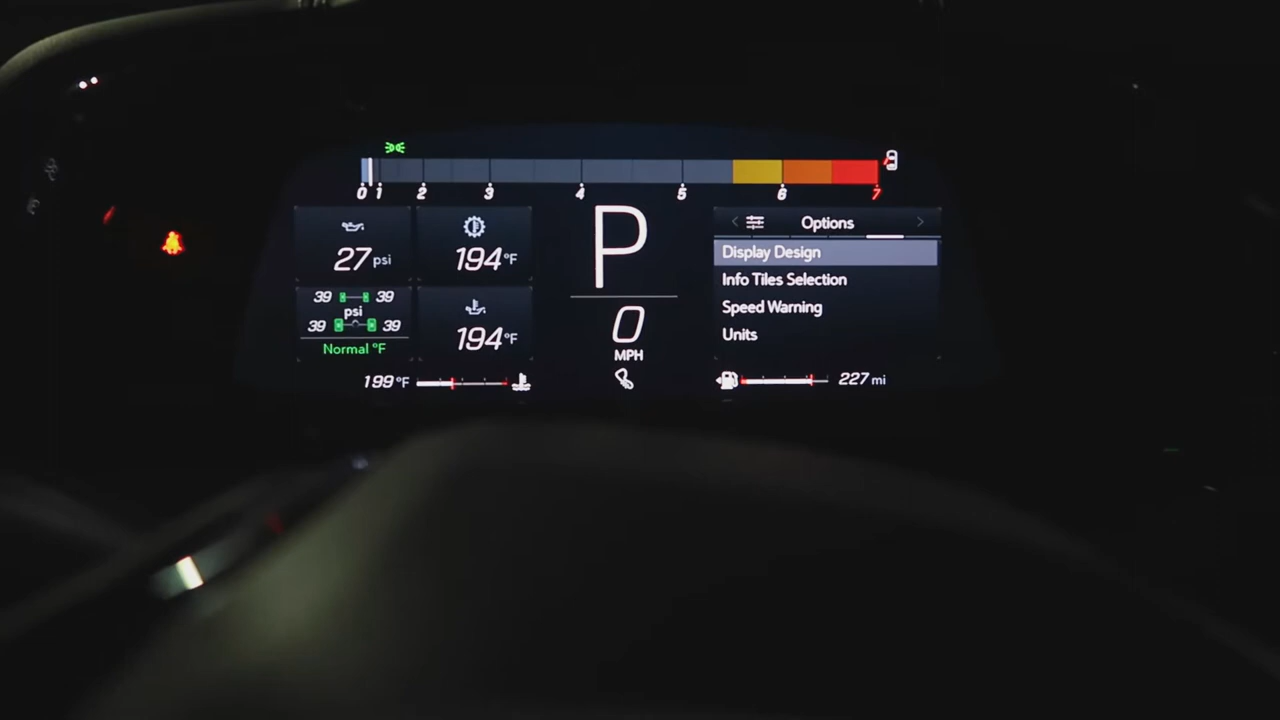 0 1 2 3 4 5 6 7
27 psi
194 °F
P
Options
Display Design
39 39
psi
39 39
Normal °F
194 °F
0
MPH
Info Tiles Selection
Speed Warning
Units
199 °F
227 mi